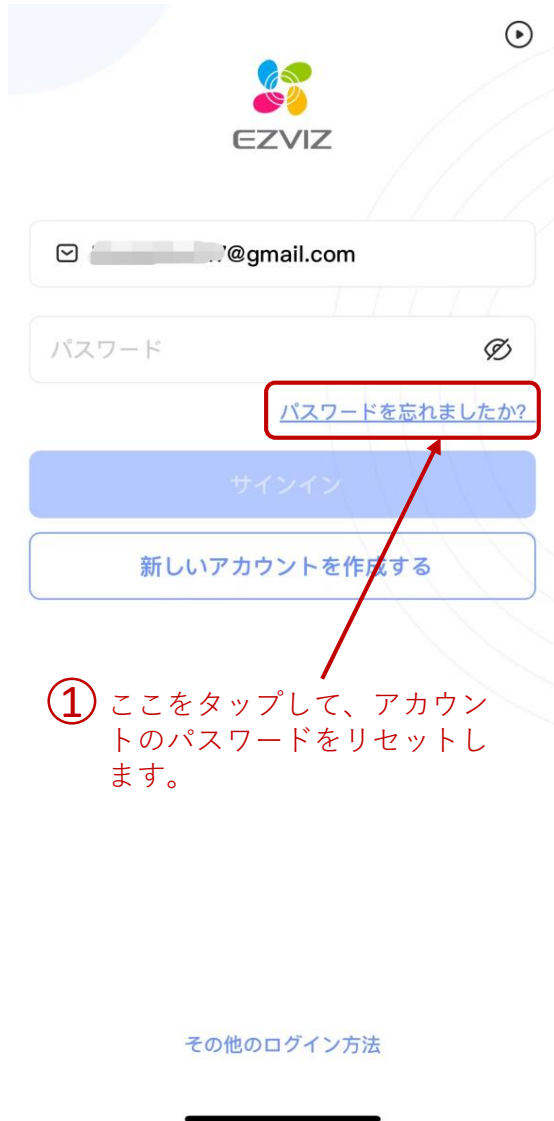 EZVIZ
@gmail.com
パスワード
パスワードを忘れましたか?
サインイン
新しいアカウントを作成する
① ここをタップして、アカウン
トのパスワードをリセットし
ます。
その他のログイン方法